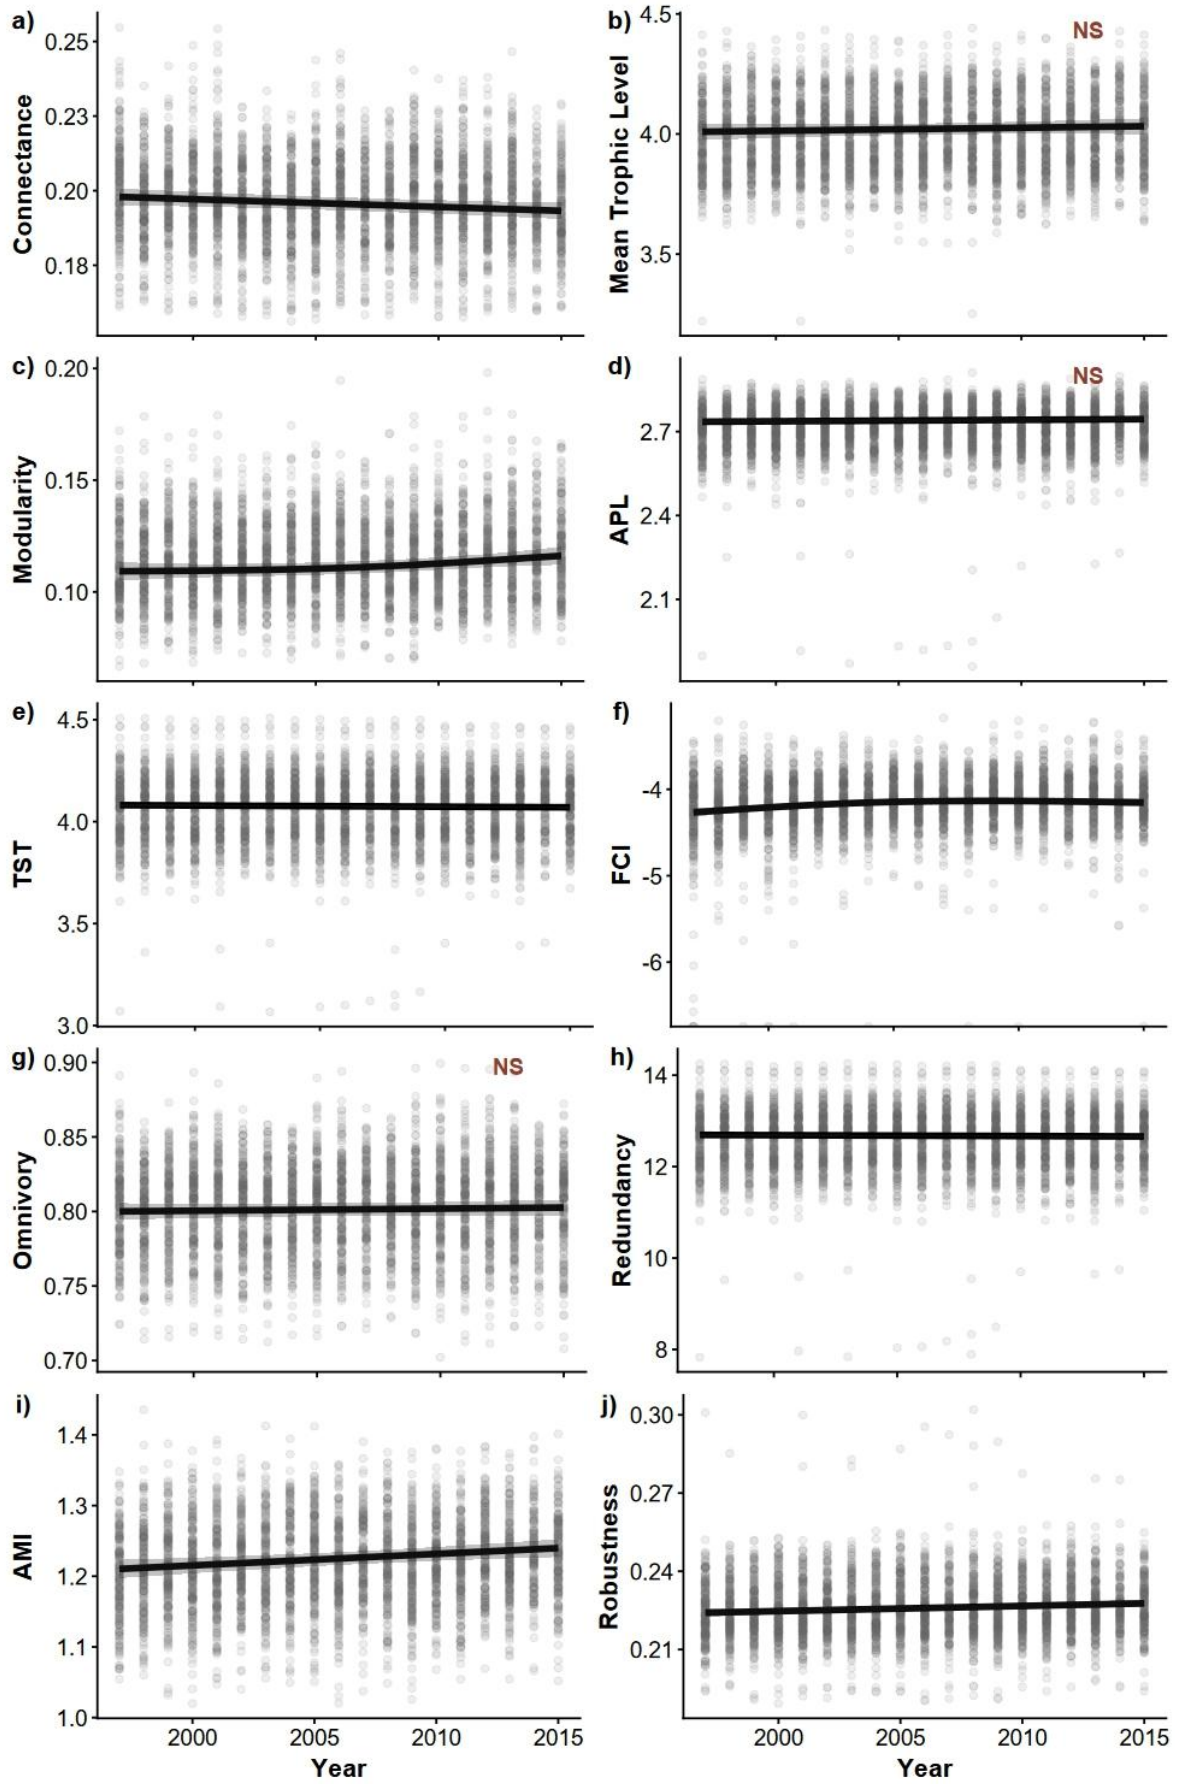 a)
0.25
0.23
0.20
0.18
Connectance
b)
4.5
4.0
3.5
Mean Trophic Level
NS
c)
0.20
0.15
0.10
Modularity
d)
2.7
2.4
2.1
APL
NS
e)
4.5
4.0
3.5
3.0
TST
f)
-4
-5
-6
FCI
g)
0.90
0.85
0.80
0.75
0.70
Omnivory
NS
h)
14
12
10
8
Redundancy
i)
1.4
1.3
1.2
1.1
1.0
AMI
2000 2005 2010 2015
Year
j)
0.30
0.27
0.24
0.21
Robustness
2000 2005 2010 2015
Year